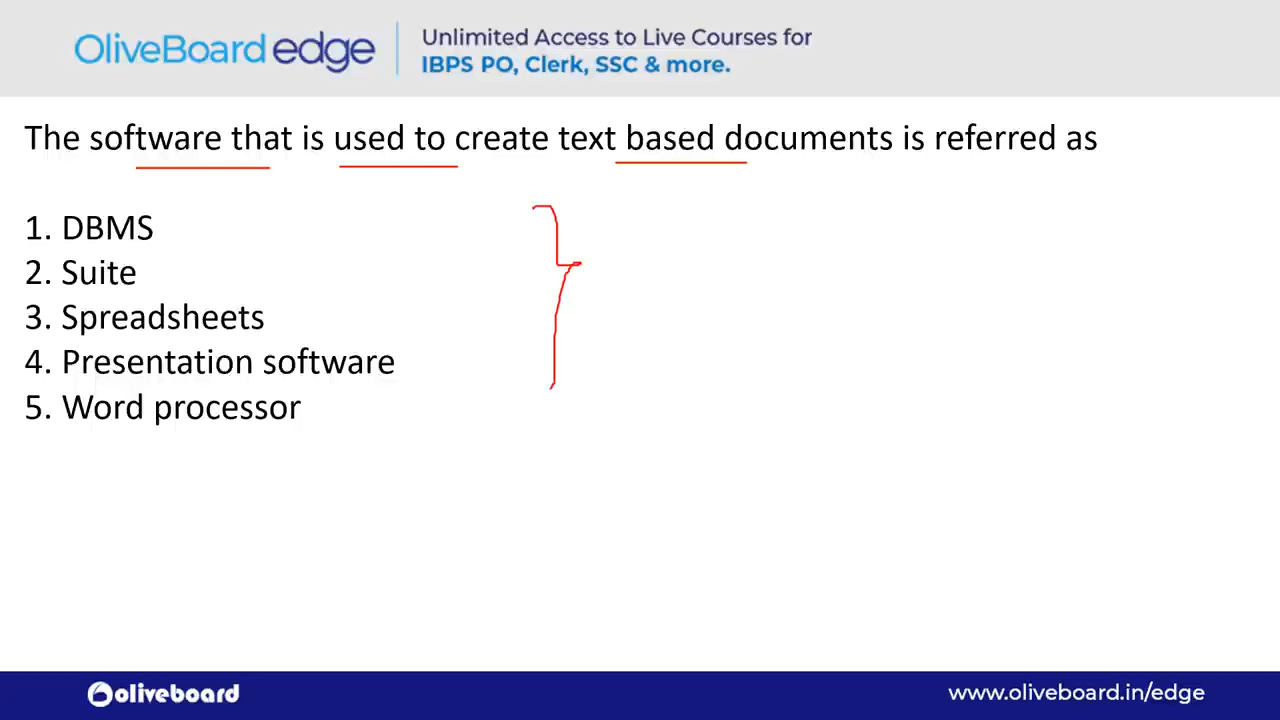 OliveBoard edge
Unlimited Access to Live Courses for
IBPS PO, Clerk, SSC & more.
The software that is used to create text based documents is referred as
1. DBMS
2. Suite
3. Spreadsheets
4. Presentation software
5. Word processor
oliveboard
www.oliveboard.in/edge